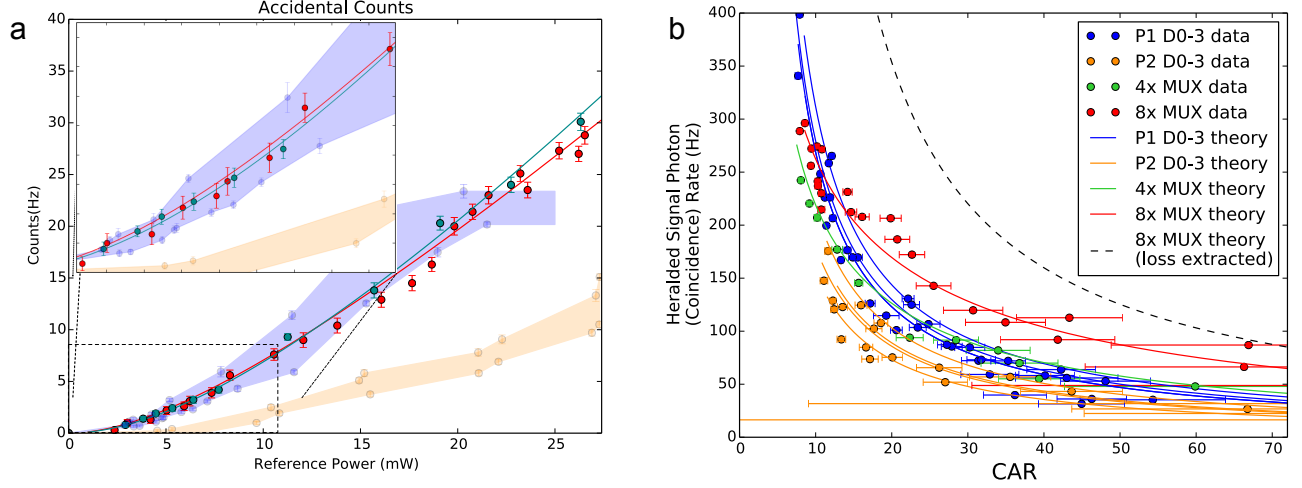 a
Accidental Counts
Counts(Hz)
40
35
30
25
20
15
10
5
0
0 5 10 15 20 25
Reference Power (mW)
b
Heralded Signal Photon
(Coincidence) Rate (Hz)
400
350
300
250
200
150
100
50
0
0 10 20 30 40 50 60 70
CAR
P1 D0-3 data
P2 D0-3 data
4x MUX data
8x MUX data
P1 D0-3 theory
P2 D0-3 theory
4x MUX theory
8x MUX theory
8x MUX theory
(loss extracted)